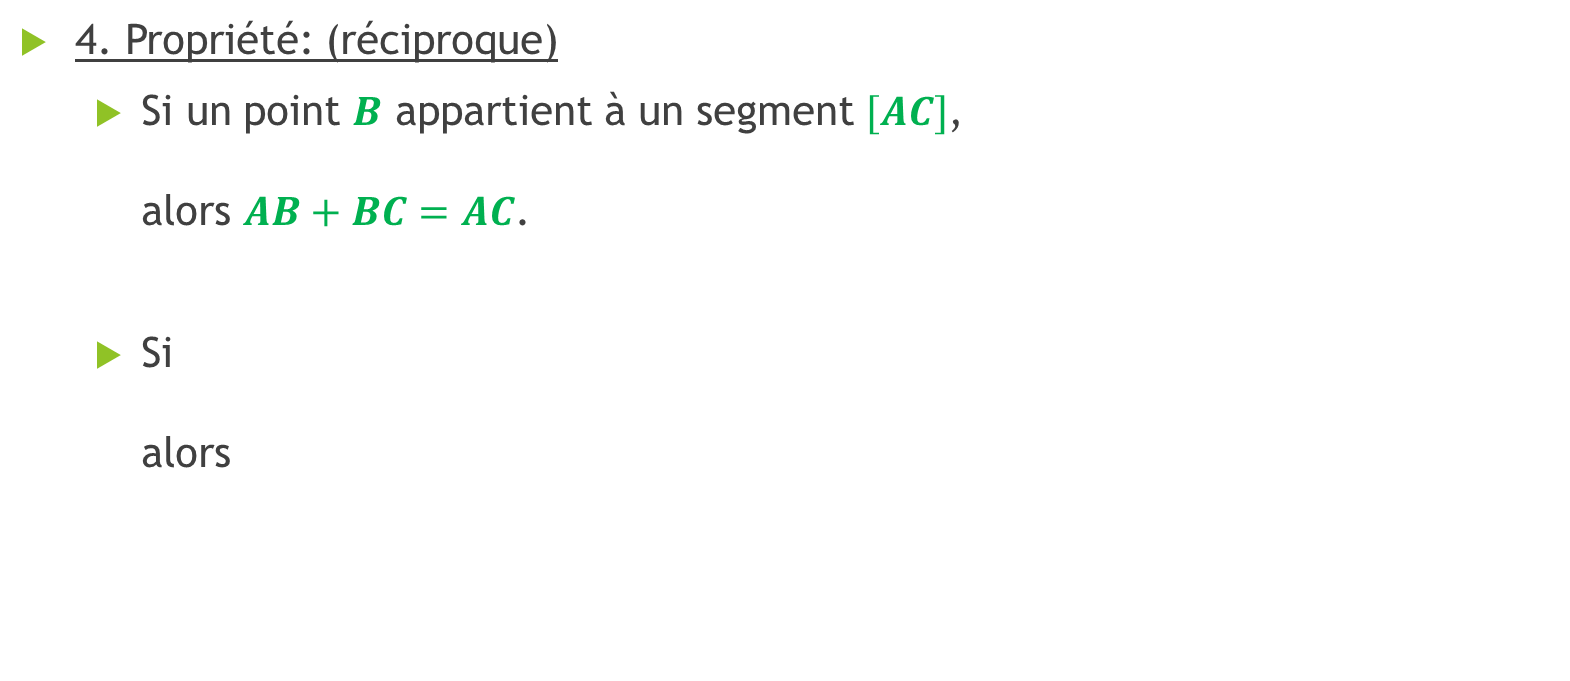 4. Propriété: (réciproque)
Si un point B appartient à un segment [AC],
alors AB + BC = AC.
Si
alors